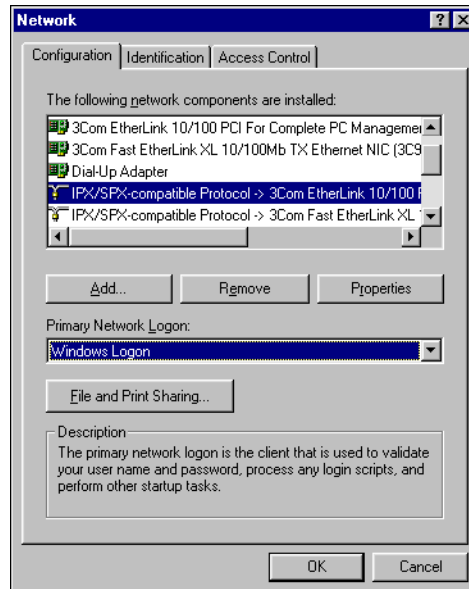 Network
Configuration Identification Access Control
The following network components are installed:
3Com EtherLink 10/100 PCI For Complete PC Managemer
3Com Fast EtherLink XL 10/100Mb TX Ethernet NIC (3C9
Dial-Up Adapter
IPX/SPX-compatible Protocol -> 3Com EtherLink 10/100 F
IPX/SPX-compatible Protocol -> 3Com Fast EtherLink XL 1
Add... Remove Properties
Primary Network Logon:
Windows Logon
File and Print Sharing...
Description
The primary network logon is the client that is used to validate
your user name and password, process any login scripts, and
perform other startup tasks.
OK Cancel